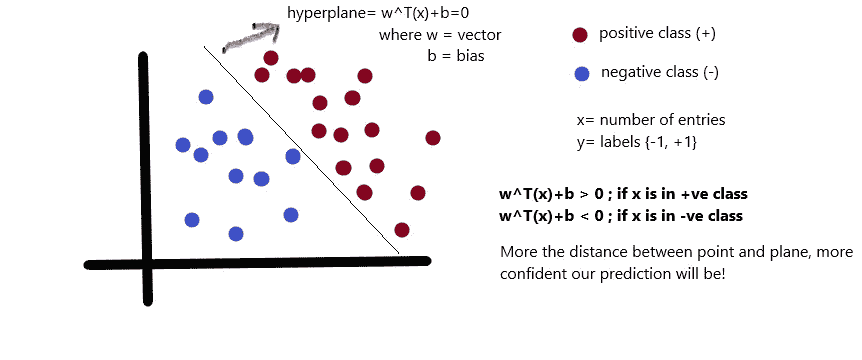 hyperplane= w^T(x)+b=0
where w = vector
b = bias
positive class (+)
negative class (-)
x= number of entries
y= labels {-1, +1}
w^T(x)+b > 0 ; if x is in +ve class
w^T(x)+b < 0 ; if x is in -ve class
More the distance between point and plane, more
confident our prediction will be!